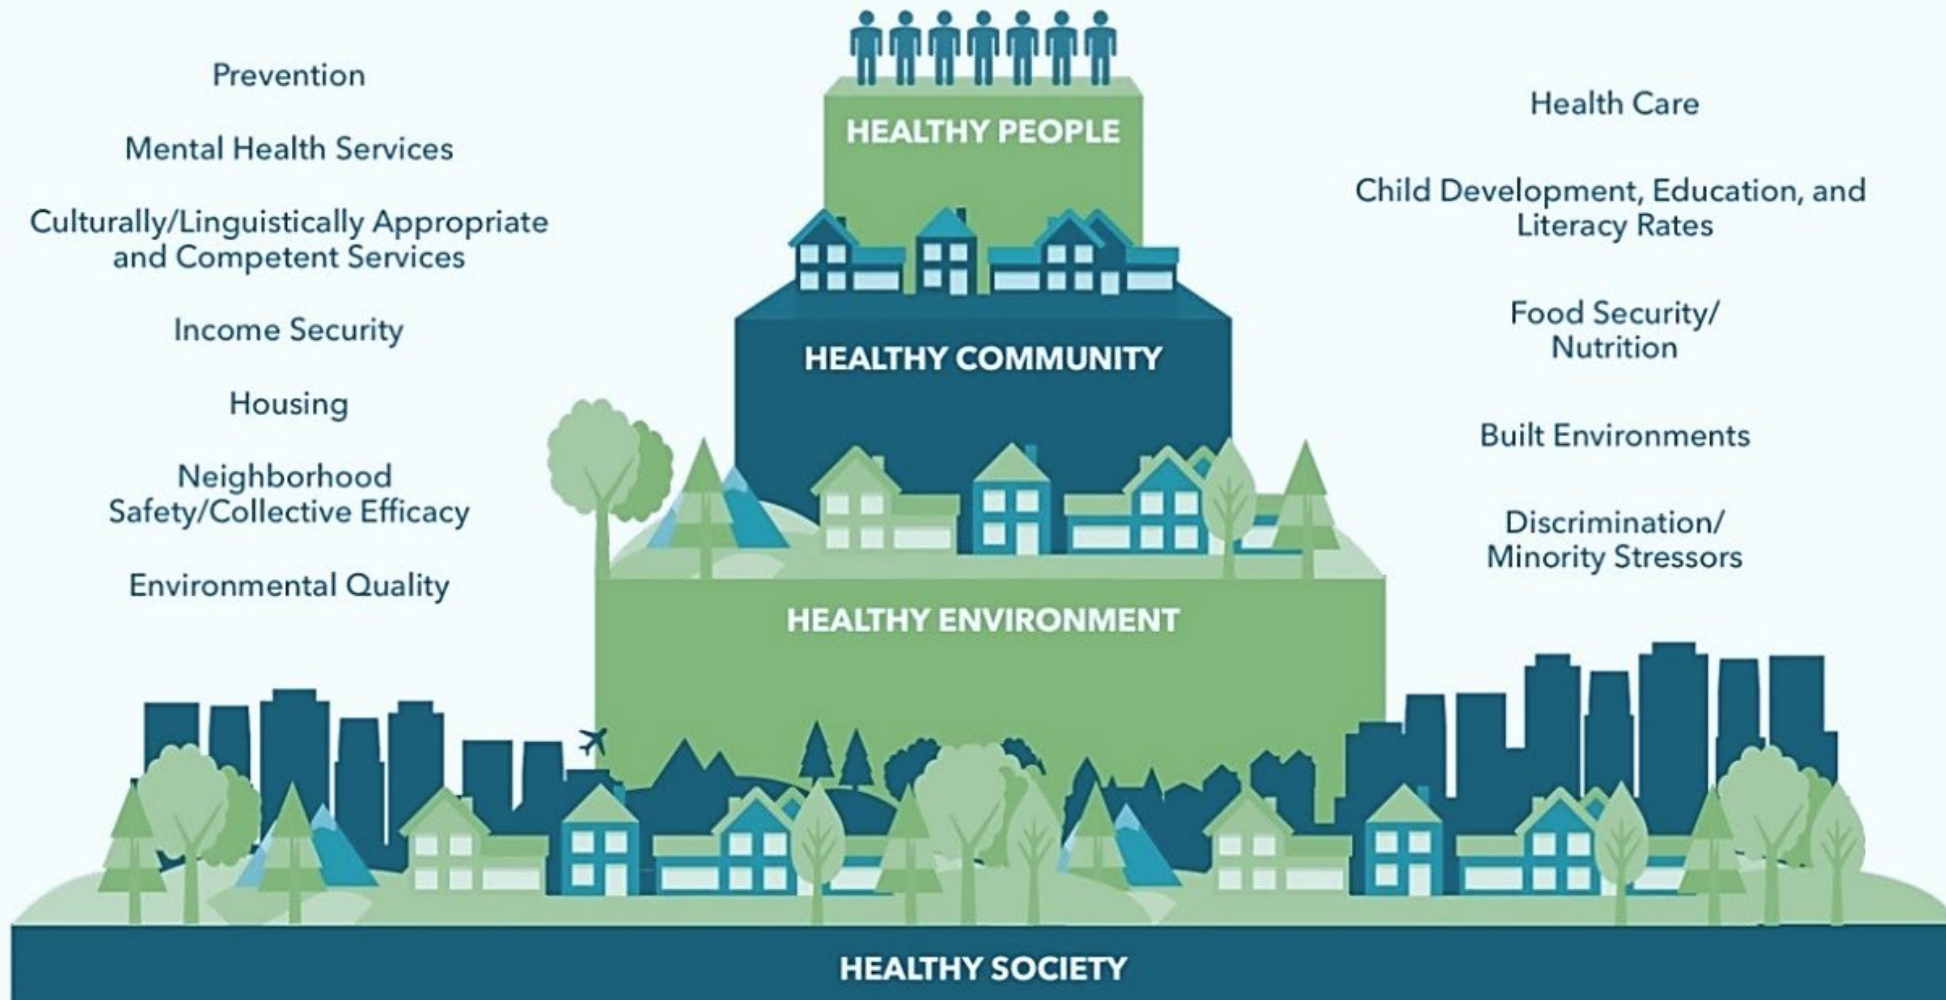 Prevention
Mental Health Services
Culturally/Linguistically Appropriate
and Competent Services
Income Security
Housing
Neighborhood
Safety/Collective Efficacy
Environmental Quality
HEALTHY PEOPLE
HEALTHY COMMUNITY
HEALTHY ENVIRONMENT
HEALTHY SOCIETY
Health Care
Child Development, Education, and
Literacy Rates
Food Security/
Nutrition
Built Environments
Discrimination/
Minority Stressors